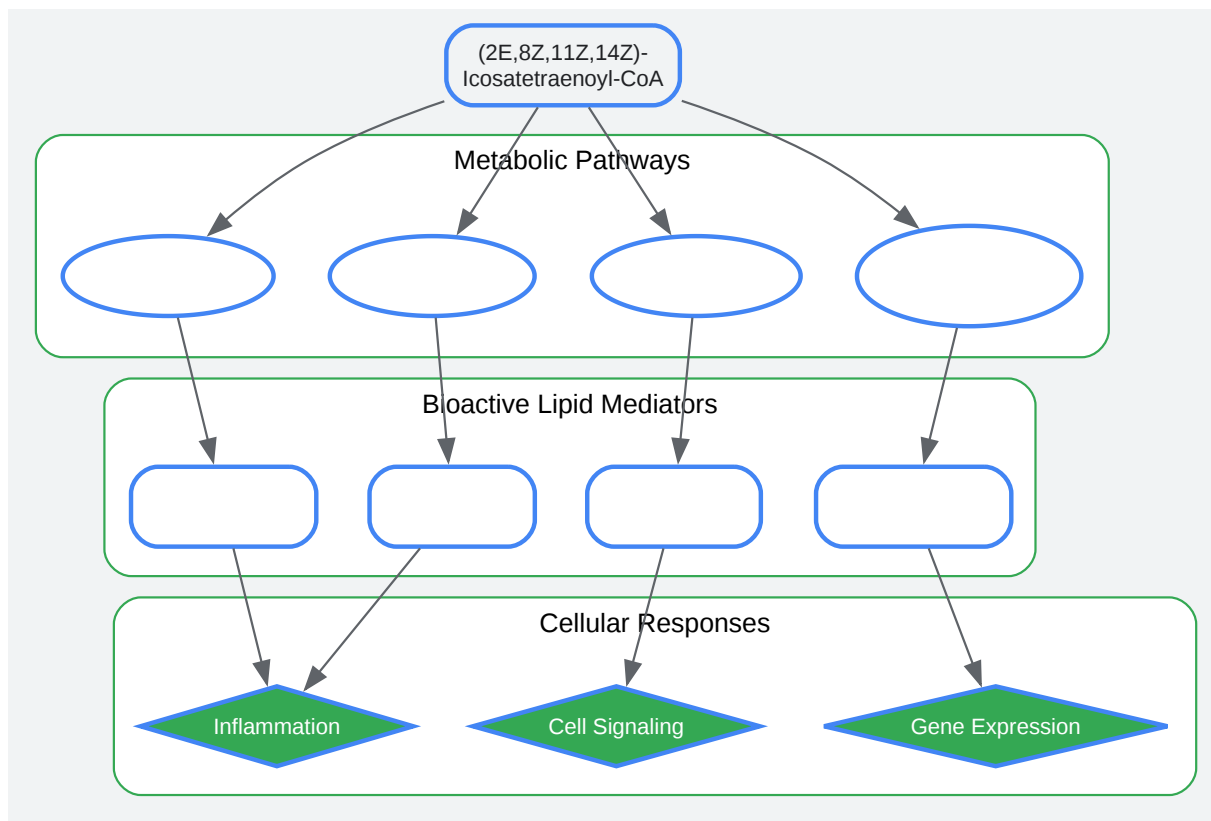 (2E,8Z,11Z,14Z)-
Icosatetraenoyl-CoA
Metabolic Pathways
Bioactive Lipid Mediators
Cellular Responses
Inflammation
Cell Signaling
Gene Expression